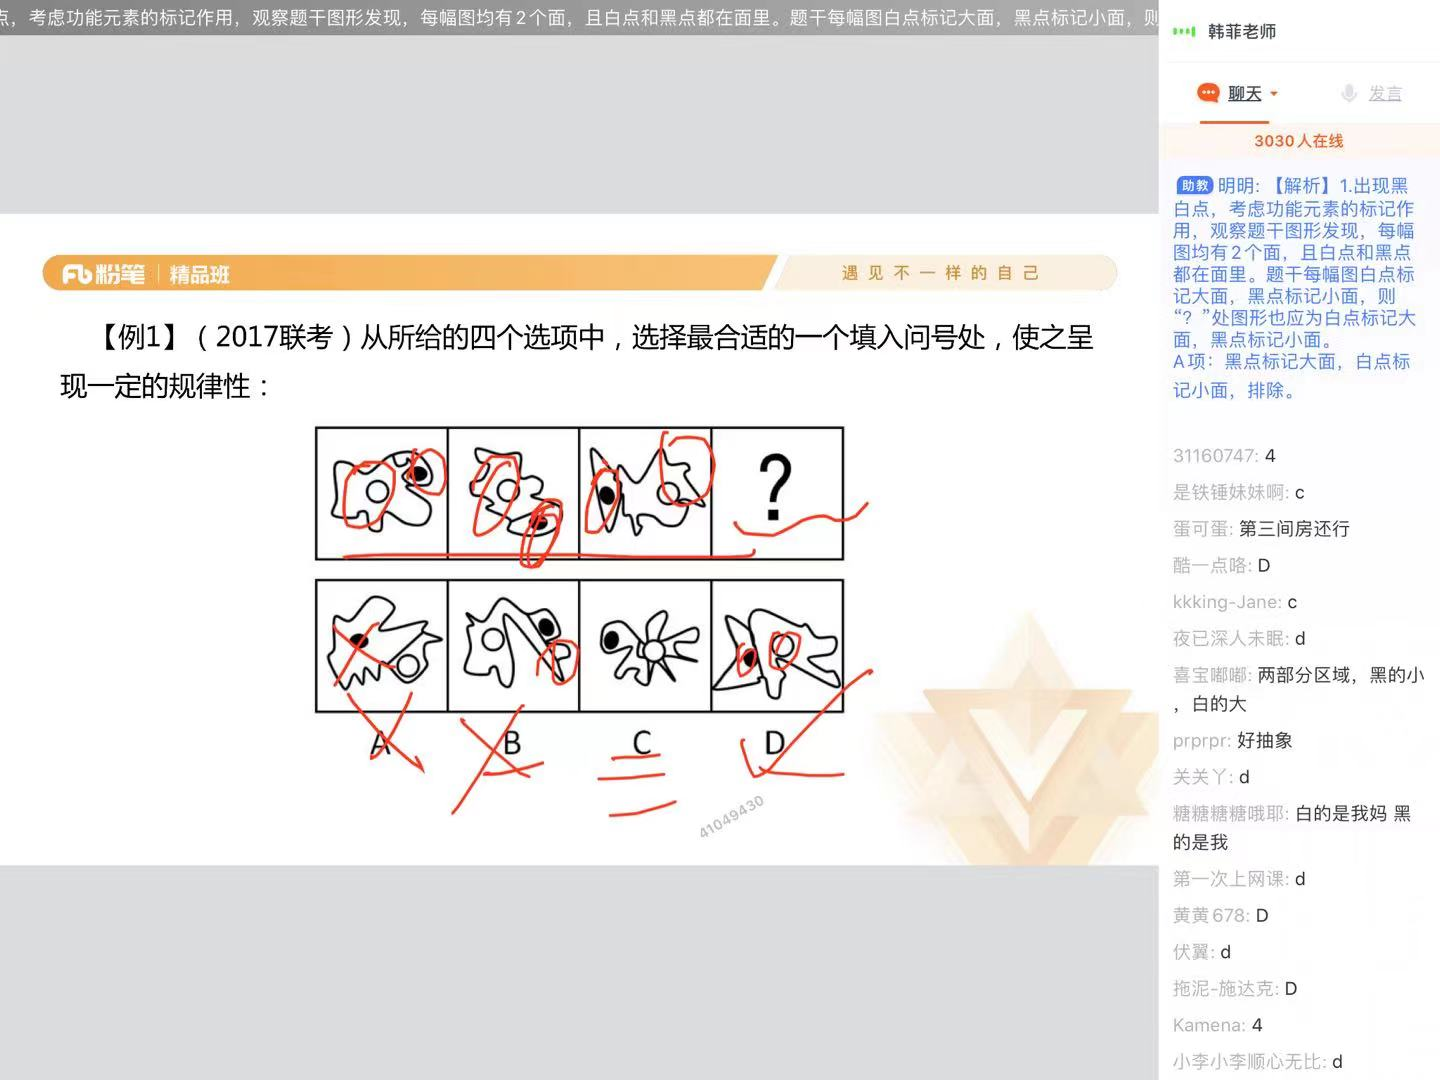 点，考虑功能元素的标记作用，观察题干图形发现，每幅图均有2个面，且白点和黑点都在面里。题干每幅图白点标记大面，黑点标记小面，则
韩菲老师
聊天
发言
3030人在线
粉笔 精品班
遇见不一样的自己
【例1】（2017联考）从所给的四个选项中，选择最合适的一个填入问号处，使之呈
现一定的规律性：
?
A B C D
41049430
助教 明明: 【解析】1.出现黑
白点，考虑功能元素的标记作
用，观察题干图形发现，每幅
图均有2个面，且白点和黑点
都在面里。题干每幅图白点标
记大面，黑点标记小面，则
“？”处图形也应为白点标记大
面，黑点标记小面。
A项：黑点标记大面，白点标
记小面，排除。
31160747: 4
是铁锤妹妹啊: c
蛋可蛋: 第三间房还行
酷一点咯: D
kkking-Jane: c
夜已深人未眠: d
喜宝嘟嘟: 两部分区域，黑的小
，白的大
prprpr: 好抽象
关关丫: d
糖糖糖糖哦耶: 白的是我妈 黑
的是我
第一次上网课: d
黄黄678: D
伏翼: d
拖泥-施达克: D
Kamena: 4
小李小李顺心无比: d